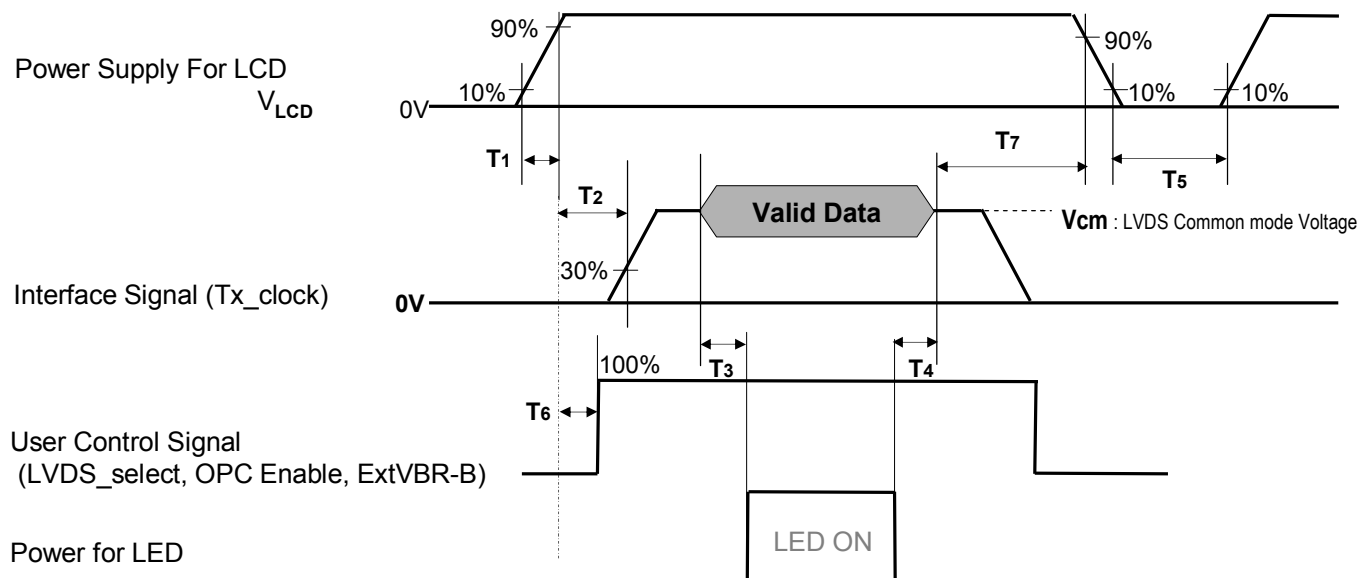 90%
90%
Power Supply For LCD
VLCD
10%
10%
10%
0V
T1
T7
T2
T5
Valid Data
Vcm : LVDS Common mode Voltage
30%
Interface Signal (Tx_clock)
0V
100%
T3
T4
T6
User Control Signal
(LVDS_select, OPC Enable, ExtVBR-B)
LED ON
Power for LED